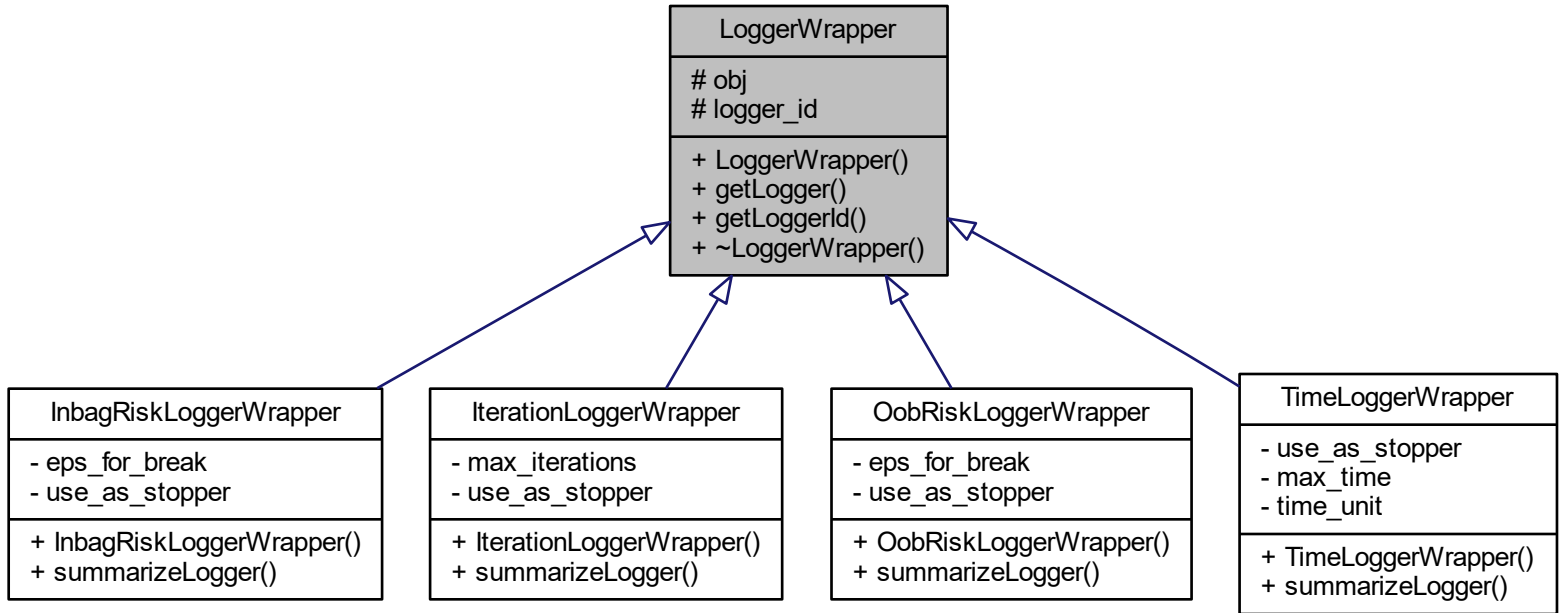 LoggerWrapper
# obj
# logger_id
+ LoggerWrapper()
+ getLogger()
+ getLoggerId()
+ ~LoggerWrapper()
InbagRiskLoggerWrapper
- eps_for_break
- use_as_stopper
+ InbagRiskLoggerWrapper()
+ summarizeLogger()
IterationLoggerWrapper
- max_iterations
- use_as_stopper
+ IterationLoggerWrapper()
+ summarizeLogger()
OobRiskLoggerWrapper
- eps_for_break
- use_as_stopper
+ OobRiskLoggerWrapper()
+ summarizeLogger()
TimeLoggerWrapper
- use_as_stopper
- max_time
- time_unit
+ TimeLoggerWrapper()
+ summarizeLogger()